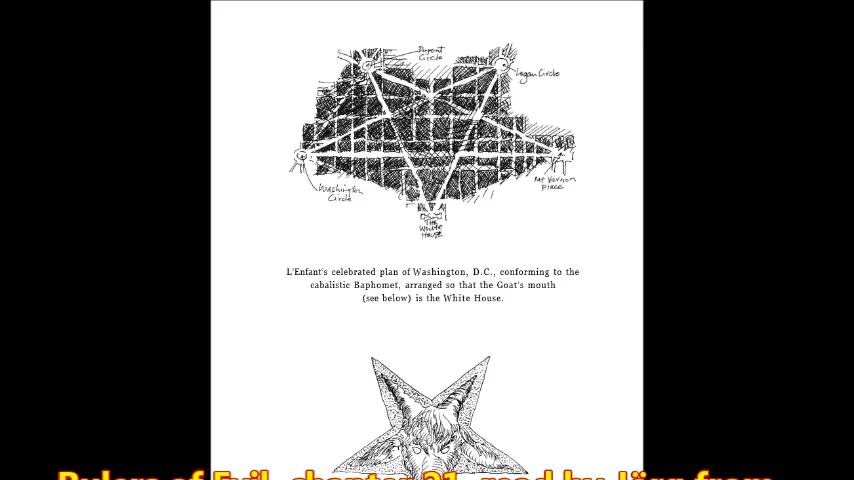 Dupont
Circle
Logan Circle
Washington
Circle
Mt Vernon
Place
The
White
House
L'Enfant's celebrated plan of Washington, D.C., conforming to the
cabalistic Baphomet, arranged so that the Goat's mouth
(see below) is the White House.
Rulers of Evil, chapter 21, read by Jörg from